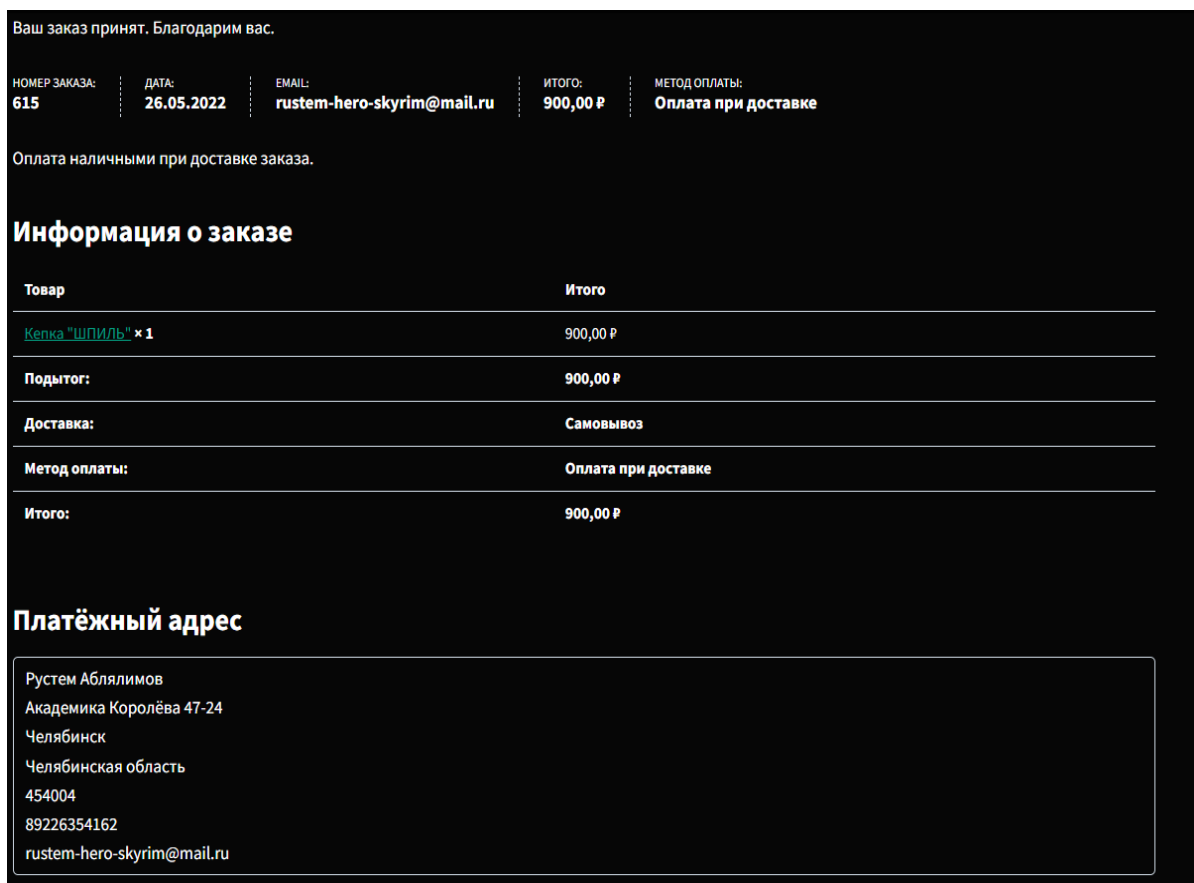 Ваш заказ принят. Благодарим вас.
НОМЕР ЗАКАЗА: ДАТА: EMAIL: ИТОГО: МЕТОД ОПЛАТЫ:
615 26.05.2022 rustem-hero-skyrim@mail.ru 900,00 ₽ Оплата при доставке
Оплата наличными при доставке заказа.
Информация о заказе
Товар Итого
Кепка "ШПИЛЬ" × 1 900,00 ₽
Подытог: 900,00 ₽
Доставка: Самовывоз
Метод оплаты: Оплата при доставке
Итого: 900,00 ₽
Платёжный адрес
Рустем Аблялимов
Академика Королёва 47-24
Челябинск
Челябинская область
454004
89226354162
rustem-hero-skyrim@mail.ru